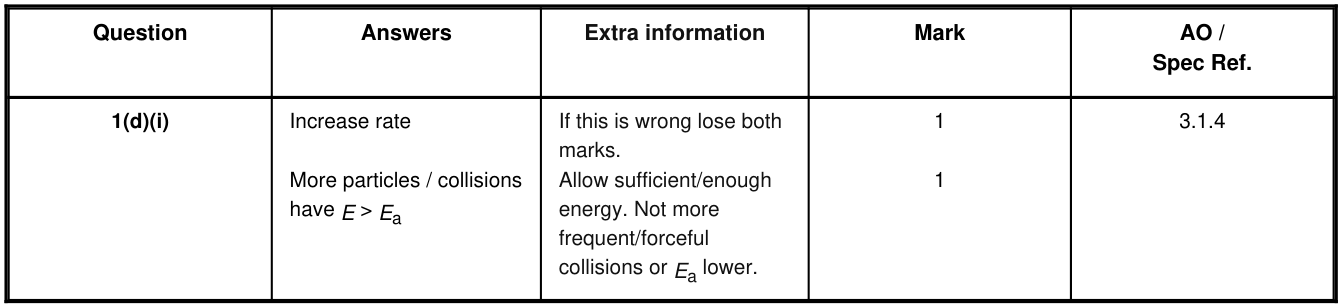 Question
Answers
Extra information
Mark
AO /
Spec Ref.
1(d)(i)
Increase rate
If this is wrong lose both
marks.
1
3.1.4
More particles / collisions
have E > Ea
Allow sufficient/enough
energy. Not more
frequent/forceful
collisions or Ea lower.
1